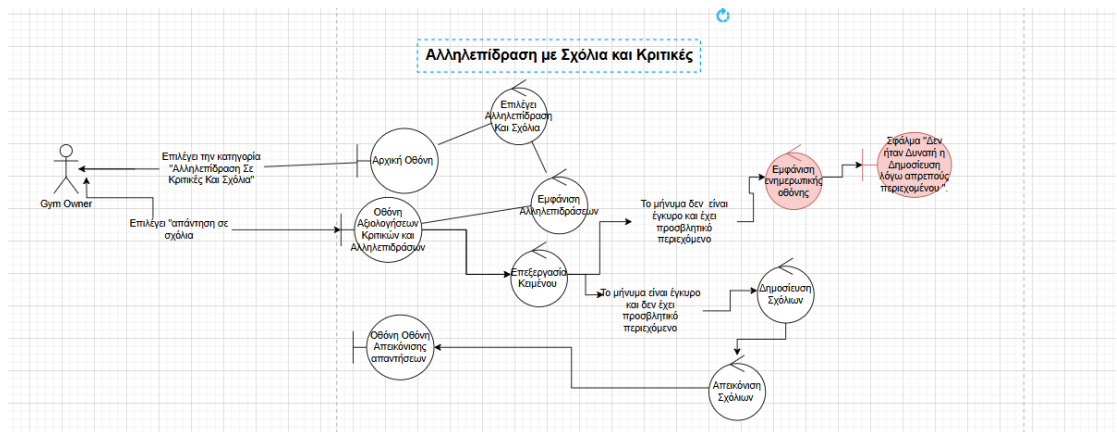 Αλληλεπίδραση με Σχόλια και Κριτικές
Επιλέγει
Αλληλεπίδραση
Και Σχόλια
Αρχική Οθόνη
Επιλέγει την κατηγορία
"Αλληλεπίδραση Σε
Κριτικές Και Σχόλια"
Gym Owner
Επιλέγει "απάντηση σε
σχόλια
Οθόνη
Αξιολογήσεων
Κριτικών και
Αλληλεπιδράσων
Εμφάνιση
Αλληλεπιδράσεων
Επεξεργασία
Κειμένου
Το μήνυμα δεν είναι
έγκυρο και έχει
προσβλητικό
περιεχόμενο
Εμφάνιση
ενημερωτικής
οθόνης
Σφάλμα "Δεν
ήταν Δυνατή η
Δημοσίευση
λόγω απρεπούς
περιεχομένου ".
Το μήνυμα είναι έγκυρο
και δεν έχει
προσβλητικό
περιεχόμενο
Δημοσίευση
Σχόλιων
Απεικόνιση
Σχόλιων
Οθόνη Οθόνη
Απεικόνισης
απαντήσεων